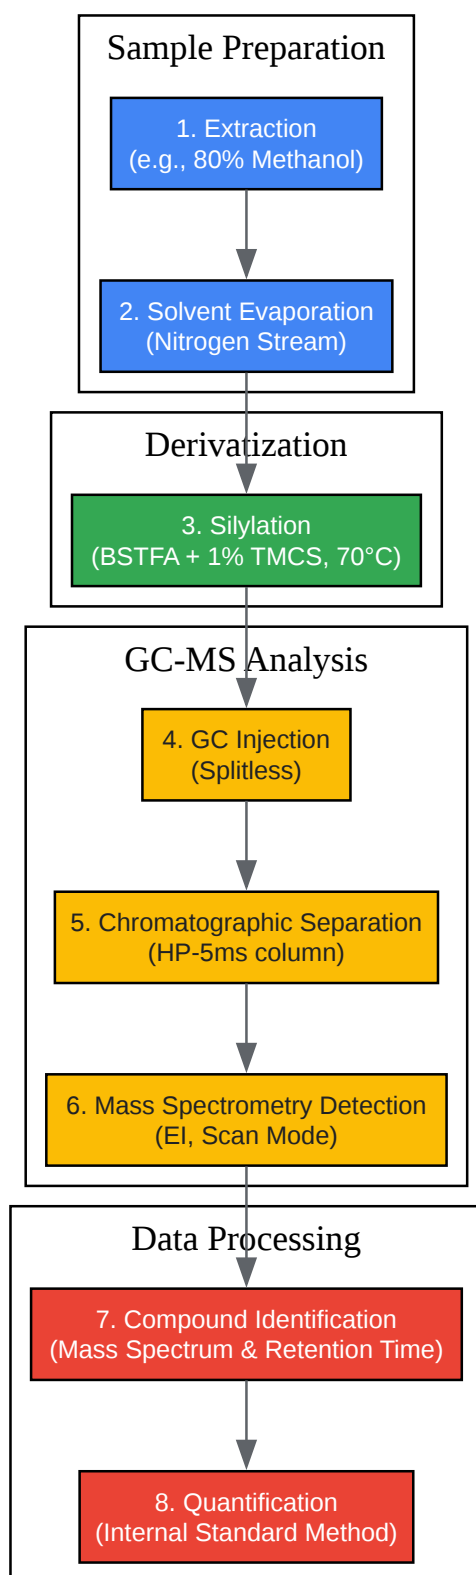 Sample Preparation
1. Extraction
(e.g., 80% Methanol)
2. Solvent Evaporation
(Nitrogen Stream)
Derivatization
3. Silylation
(BSTFA + 1% TMCS, 70°C)
GC-MS Analysis
4. GC Injection
(Splitless)
5. Chromatographic Separation
(HP-5ms column)
6. Mass Spectrometry Detection
(EI, Scan Mode)
Data Processing
7. Compound Identification
(Mass Spectrum & Retention Time)
8. Quantification
(Internal Standard Method)